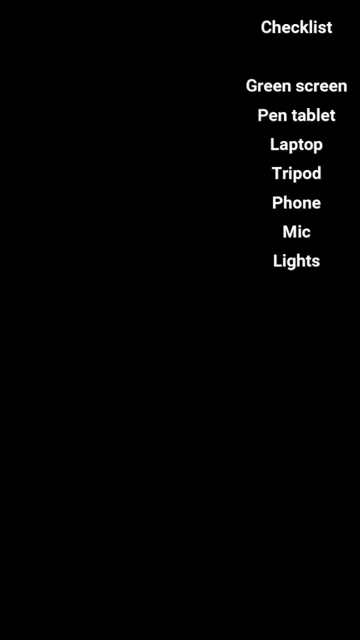 Checklist
Green screen
Pen tablet
Laptop
Tripod
Phone
Mic
Lights